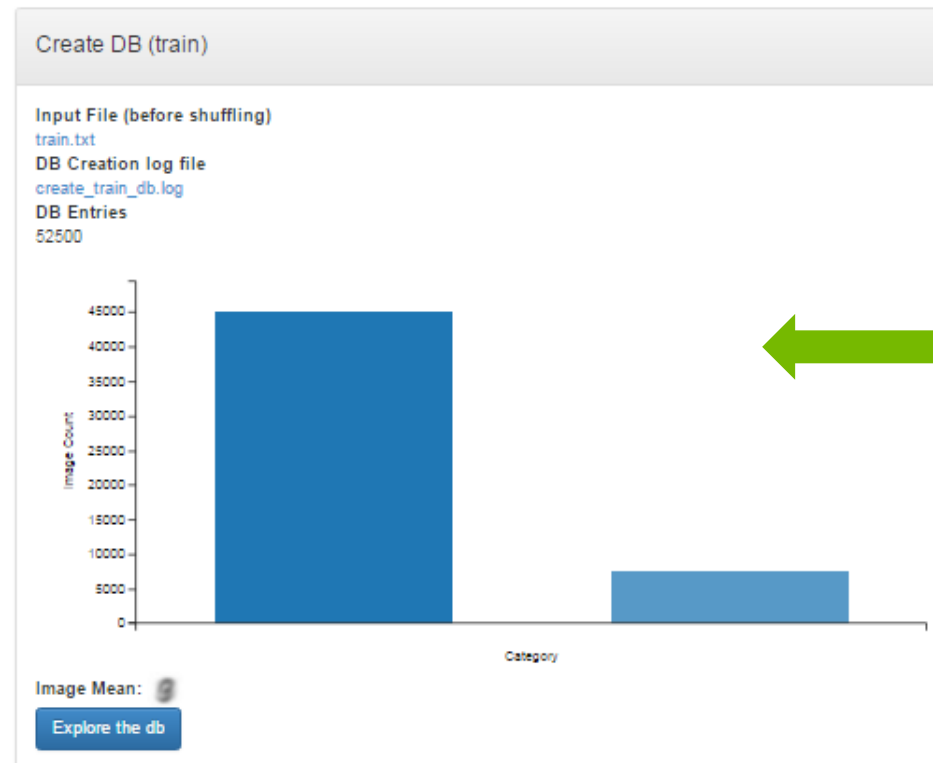 Create DB (train)
Input File (before shuffling)
train.txt
DB Creation log file
create_train_db.log
DB Entries
52500
45000
40000
35000
30000
25000
20000
15000
10000
5000
0
Image Count
Category
Image Mean:
Explore the db